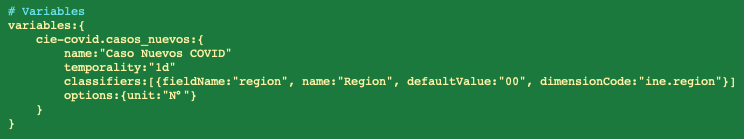 # Variables
variables:{
    cie-covid.casos_nuevos:{
        name:"Caso Nuevos COVID"
        temporality:"1d"
        classifiers:[{fieldName:"region", name:"Region", defaultValue:"00", dimensionCode:"ine.region"}]
        options:{unit:"N°"}
    }
}